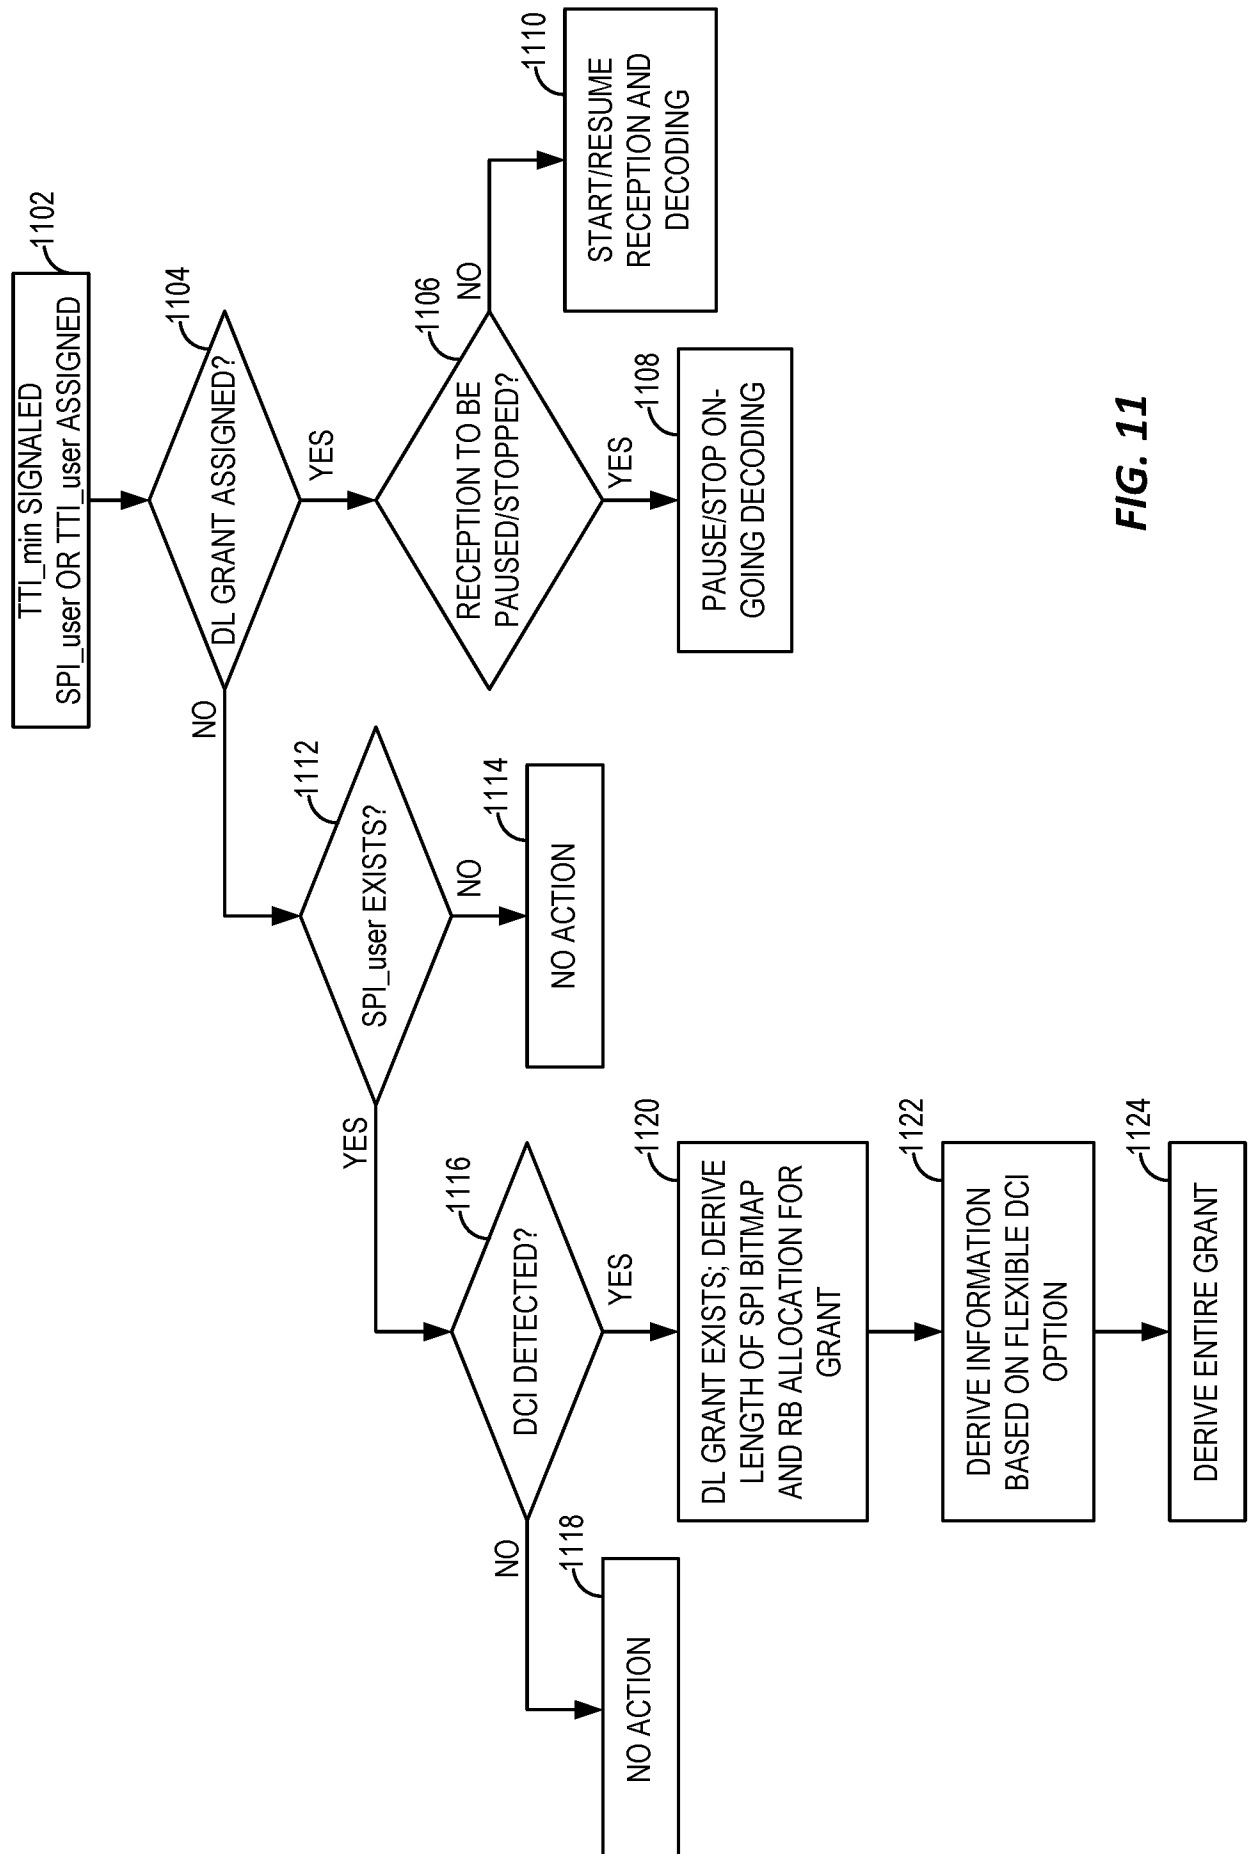 TTI_min SIGNALED
SPI_user OR TTI_user ASSIGNED
1102
DL GRANT ASSIGNED?
1104
NO
YES
RECEPTION TO BE
PAUSED/STOPPED?
1106
NO
YES
START/RESUME
RECEPTION AND
DECODING
1110
PAUSE/STOP ON-
GOING DECODING
1108
SPI_user EXISTS?
1112
YES
NO
NO ACTION
1114
DCI DETECTED?
1116
NO
YES
NO ACTION
1118
DL GRANT EXISTS; DERIVE
LENGTH OF SPI BITMAP
AND RB ALLOCATION FOR
GRANT
1120
DERIVE INFORMATION
BASED ON FLEXIBLE DCI
OPTION
1122
DERIVE ENTIRE GRANT
1124
FIG. 11